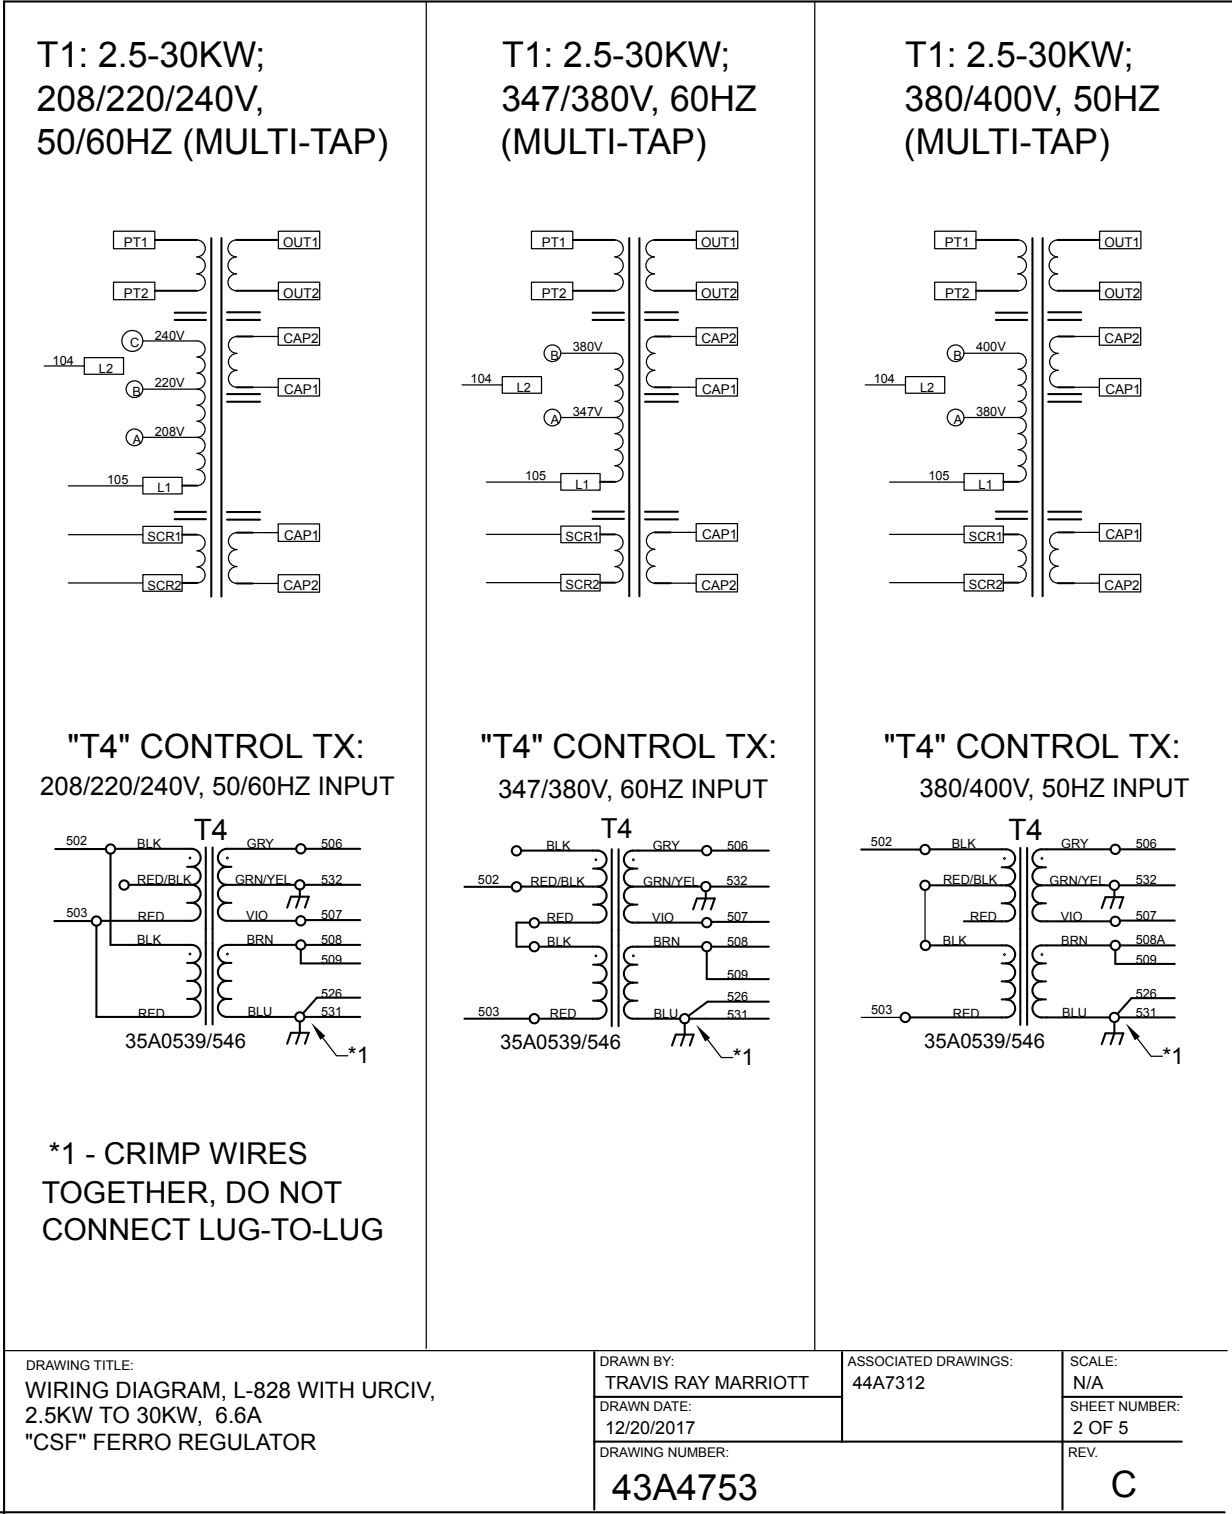 T1: 2.5-30KW;
208/220/240V,
50/60HZ (MULTI-TAP)
PT1
OUT1
PT2
OUT2
C
240V
CAP2
104
L2
B
220V
CAP1
A
208V
105
L1
SCR1
CAP1
SCR2
CAP2
"T4" CONTROL TX:
208/220/240V, 50/60HZ INPUT
T4
502
BLK
GRY
506
RED/BLK
GRN/YEL
532
503
RED
VIO
507
BLK
BRN
508
509
526
RED
BLU
531
35A0539/546
*1
*1 - CRIMP WIRES
TOGETHER, DO NOT
CONNECT LUG-TO-LUG
T1: 2.5-30KW;
347/380V, 60HZ
(MULTI-TAP)
PT1
OUT1
PT2
OUT2
B
380V
CAP2
104
L2
CAP1
A
347V
105
L1
SCR1
CAP1
SCR2
CAP2
"T4" CONTROL TX:
347/380V, 60HZ INPUT
T4
BLK
GRY
506
502
RED/BLK
GRN/YEL
532
RED
VIO
507
BLK
BRN
508
509
526
503
RED
BLU
531
35A0539/546
*1
T1: 2.5-30KW;
380/400V, 50HZ
(MULTI-TAP)
PT1
OUT1
PT2
OUT2
B
400V
CAP2
104
L2
CAP1
A
380V
105
L1
SCR1
CAP1
SCR2
CAP2
"T4" CONTROL TX:
380/400V, 50HZ INPUT
T4
502
BLK
GRY
506
RED/BLK
GRN/YEL
532
RED
VIO
507
BLK
BRN
508A
509
526
503
RED
BLU
531
35A0539/546
*1
DRAWING TITLE:
WIRING DIAGRAM, L-828 WITH URCIV,
2.5KW TO 30KW, 6.6A
"CSF" FERRO REGULATOR
DRAWN BY:
TRAVIS RAY MARRIOTT
DRAWN DATE:
12/20/2017
DRAWING NUMBER:
43A4753
ASSOCIATED DRAWINGS:
44A7312
SCALE:
N/A
SHEET NUMBER:
2 OF 5
REV.
C